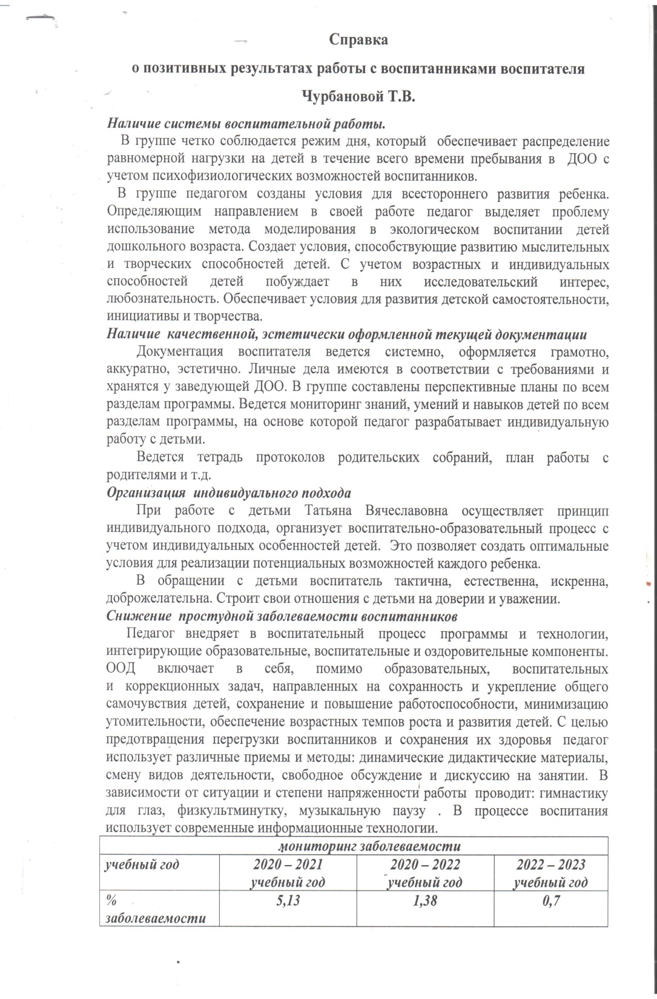 Справка
о позитивных результатах работы с воспитанниками воспитателя
Чурбановой Т.В.
Наличие системы воспитательной работы.
В группе четко соблюдается режим дня, который обеспечивает распределение
равномерной нагрузки на детей в течение всего времени пребывания в ДОО с
учетом психофизиологических возможностей воспитанников.
В группе педагогом созданы условия для всестороннего развития ребенка.
Определяющим направлением в своей работе педагог выделяет проблему
использование метода моделирования в экологическом воспитании детей
дошкольного возраста. Создает условия, способствующие развитию мыслительных
и творческих способностей детей. С учетом возрастных и индивидуальных
способностей детей побуждает в них исследовательский интерес,
любознательность. Обеспечивает условия для развития детской самостоятельности,
инициативы и творчества.
Наличие качественной, эстетически оформленной текущей документации
Документация воспитателя ведется системно, оформляется грамотно,
аккуратно, эстетично. Личные дела имеются в соответствии с требованиями и
хранятся у заведующей ДОО. В группе составлены перспективные планы по всем
разделам программы. Ведется мониторинг знаний, умений и навыков детей по всем
разделам программы, на основе которой педагог разрабатывает индивидуальную
работу с детьми.
Ведется тетрадь протоколов родительских собраний, план работы с
родителями и т.д.
Организация индивидуального подхода
При работе с детьми Татьяна Вячеславовна осуществляет принцип
индивидуального подхода, организует воспитательно-образовательный процесс с
учетом индивидуальных особенностей детей. Это позволяет создать оптимальные
условия для реализации потенциальных возможностей каждого ребенка.
В обращении с детьми воспитатель тактична, естественна, искренна,
доброжелательна. Строит свои отношения с детьми на доверии и уважении.
Снижение простудной заболеваемости воспитанников
Педагог внедряет в воспитательный процесс программы и технологии,
интегрирующие образовательные, воспитательные и оздоровительные компоненты.
ООД включает в себя, помимо образовательных, воспитательных
и коррекционных задач, направленных на сохранность и укрепление общего
самочувствия детей, сохранение и повышение работоспособности, минимизацию
утомительности, обеспечение возрастных темпов роста и развития детей. С целью
предотвращения перегрузки воспитанников и сохранения их здоровья педагог
использует различные приемы и методы: динамические дидактические материалы,
смену видов деятельности, свободное обсуждение и дискуссию на занятии. В
зависимости от ситуации и степени напряженности работы проводит: гимнастику
для глаз, физкультминутку, музыкальную паузу . В процессе воспитания
использует современные информационные технологии.
мониторинг заболеваемости
учебный год 2020 – 2021 2020 – 2022 2022 – 2023
учебный год учебный год учебный год
% 5,13 1,38 0,7
заболеваемости